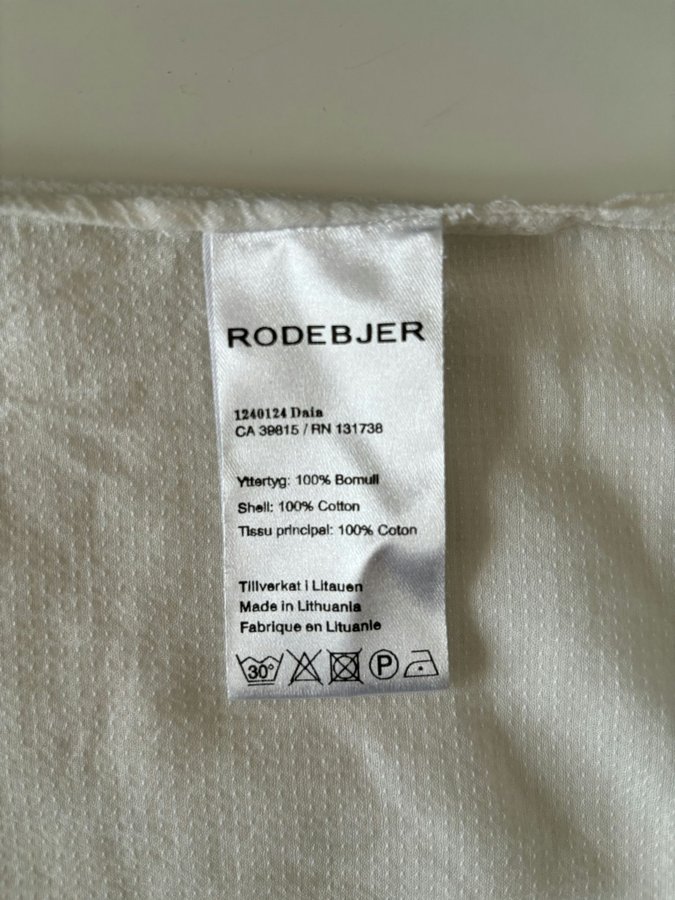 RODEBJER
1240124 Daia
CA 39815 / RN 131738
Yttertyg: 100% Bomull
Shell: 100% Cotton
Tissu principal: 100% Coton
Tillverkat i Litauen
Made in Lithuania
Fabrique en Lituanie
30° P